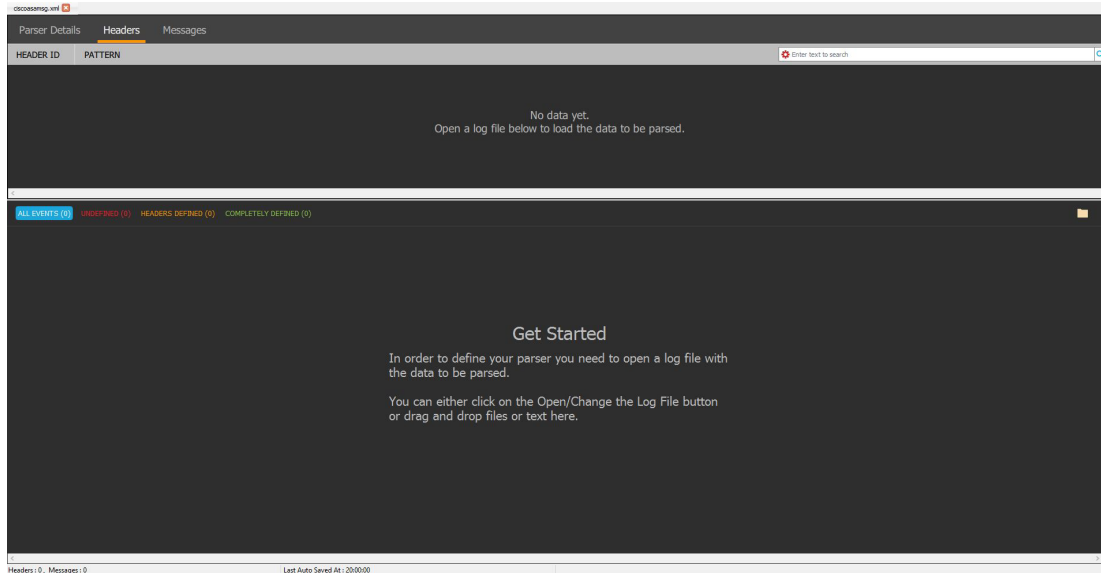 ciscoasamsg.xml
Parser Details Headers Messages
HEADER ID PATTERN Enter text to search
No data yet.
Open a log file below to load the data to be parsed.
ALL EVENTS (0) UNDEFINED (0) HEADERS DEFINED (0) COMPLETELY DEFINED (0)
Get Started
In order to define your parser you need to open a log file with
the data to be parsed.
You can either click on the Open/Change the Log File button
or drag and drop files or text here.
Headers : 0 , Messages : 0 Last Auto Saved At : 20:00:00